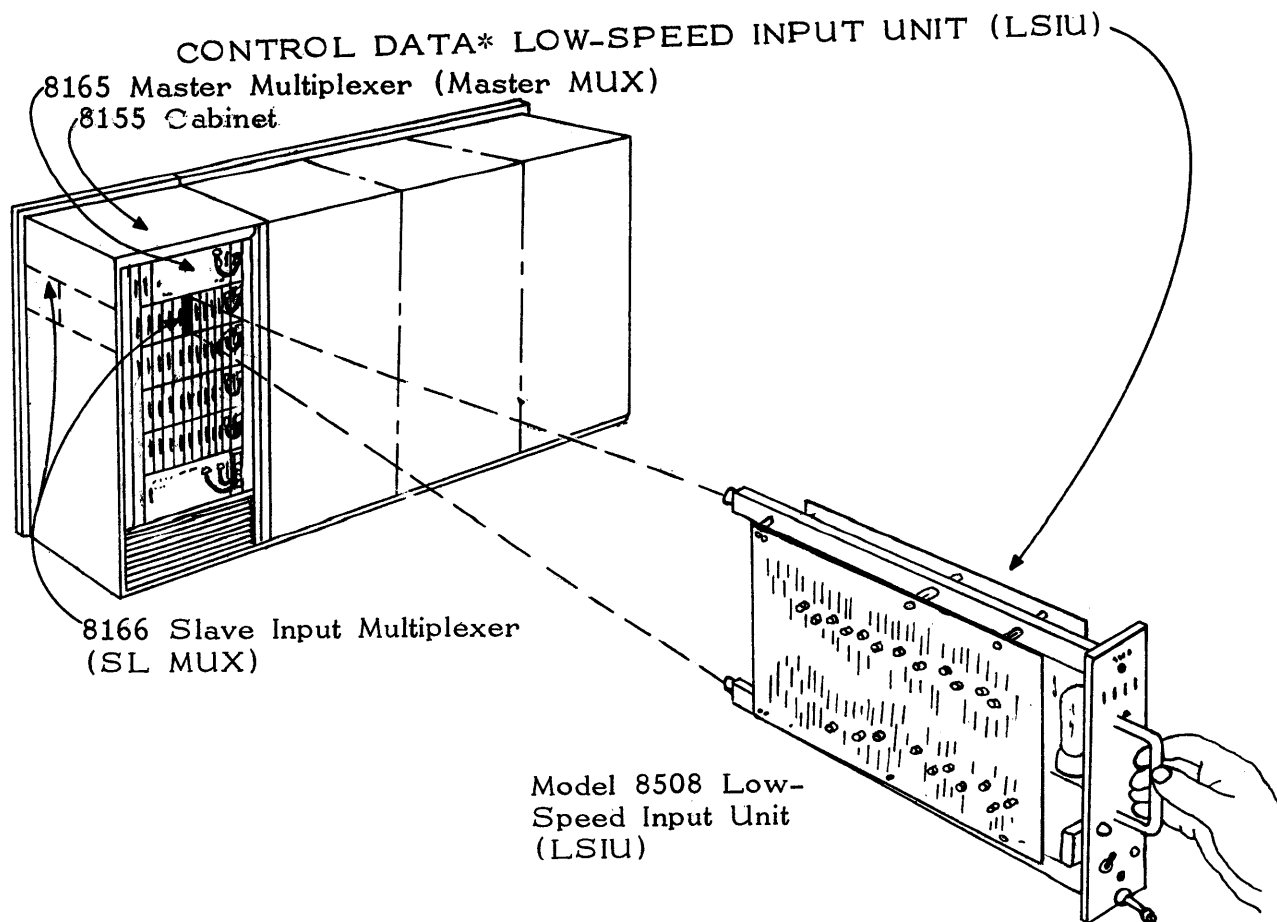 CONTROL DATA* LOW-SPEED INPUT UNIT (LSIU)
8165 Master Multiplexer (Master MUX)
8155 Cabinet
8166 Slave Input Multiplexer
(SL MUX)
Model 8508 Low-
Speed Input Unit
(LSIU)